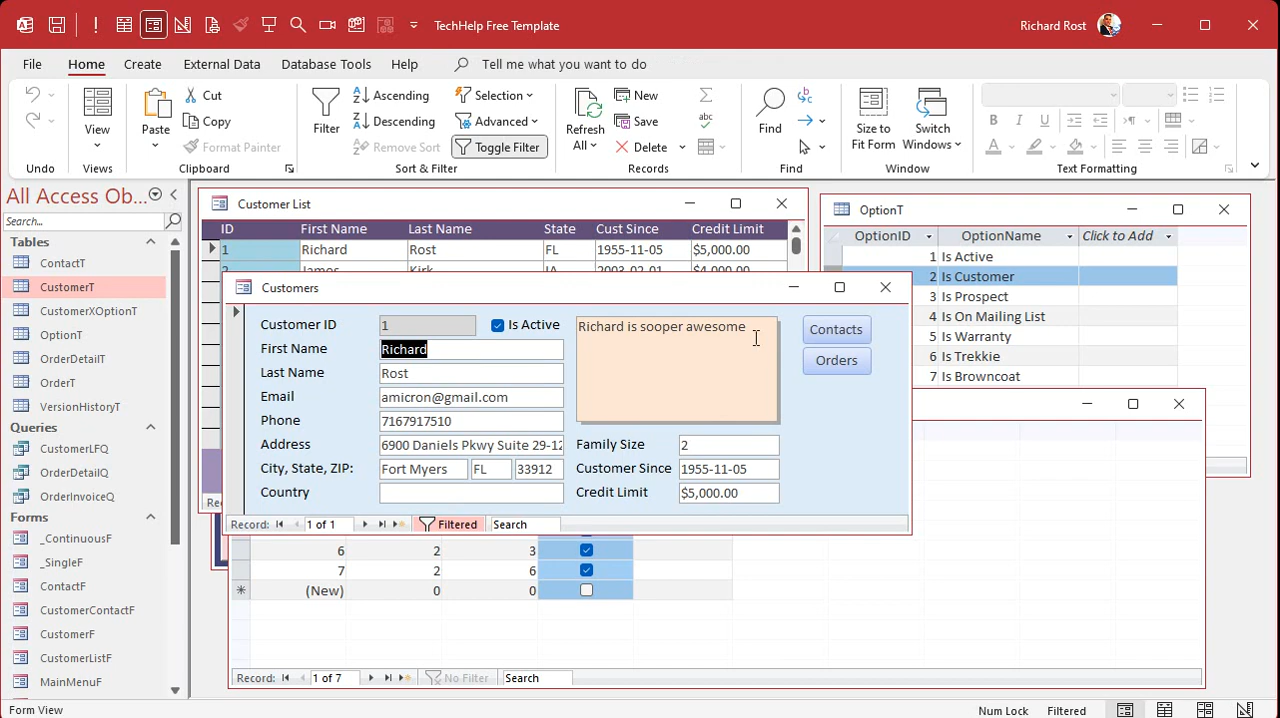 TechHelp Free Template
Richard Rost
File
Home
Create
External Data
Database Tools
Help
Tell me what you want to do
View
Paste
Cut
Copy
Format Painter
Filter
Ascending
Descending
Remove Sort
Selection
Advanced
Toggle Filter
Refresh
All
New
Save
Delete
abc
Find
Size to
Fit Form
Switch
Windows
B I U
A
Undo
Views
Clipboard
Sort & Filter
Records
Find
Window
Text Formatting
All Access Ob...
Search...
Tables
ContactT
CustomerT
CustomerXOptionT
OptionT
OrderDetailT
OrderT
VersionHistoryT
Queries
CustomerLFQ
OrderDetailQ
OrderInvoiceQ
Forms
_ContinuousF
_SingleF
ContactF
CustomerContactF
CustomerF
CustomerListF
MainMenuF
Customer List
ID First Name Last Name State Cust Since Credit Limit
1 Richard Rost FL 1955-11-05 $5,000.00
2 James Kirk IA 2003-02-01 $4,000.00
OptionT
OptionID OptionName Click to Add
1 Is Active
2 Is Customer
3 Is Prospect
4 Is On Mailing List
5 Is Warranty
6 Is Trekkie
7 Is Browncoat
Customers
Customer ID 1 Is Active
First Name Richard
Last Name Rost
Email amicron@gmail.com
Phone 7167917510
Address 6900 Daniels Pkwy Suite 29-12
City, State, ZIP: Fort Myers FL 33912
Country
Richard is sooper awesome
Family Size 2
Customer Since 1955-11-05
Credit Limit $5,000.00
Contacts
Orders
Record: 1 of 1 Filtered Search
Rec
6 2 3
7 2 6
(New) 0 0
Record: 1 of 7 No Filter Search
Form View
Num Lock Filtered